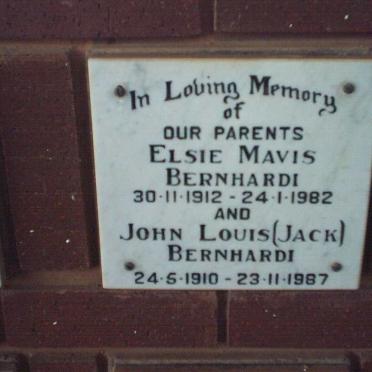 In Loving Memory
of
OUR PARENTS
ELSIE MAVIS
BERNHARDI
30·11·1912 - 24·1·1982
AND
JOHN LOUIS (JACK)
BERNHARDI
24·5·1910 - 23·11·1987